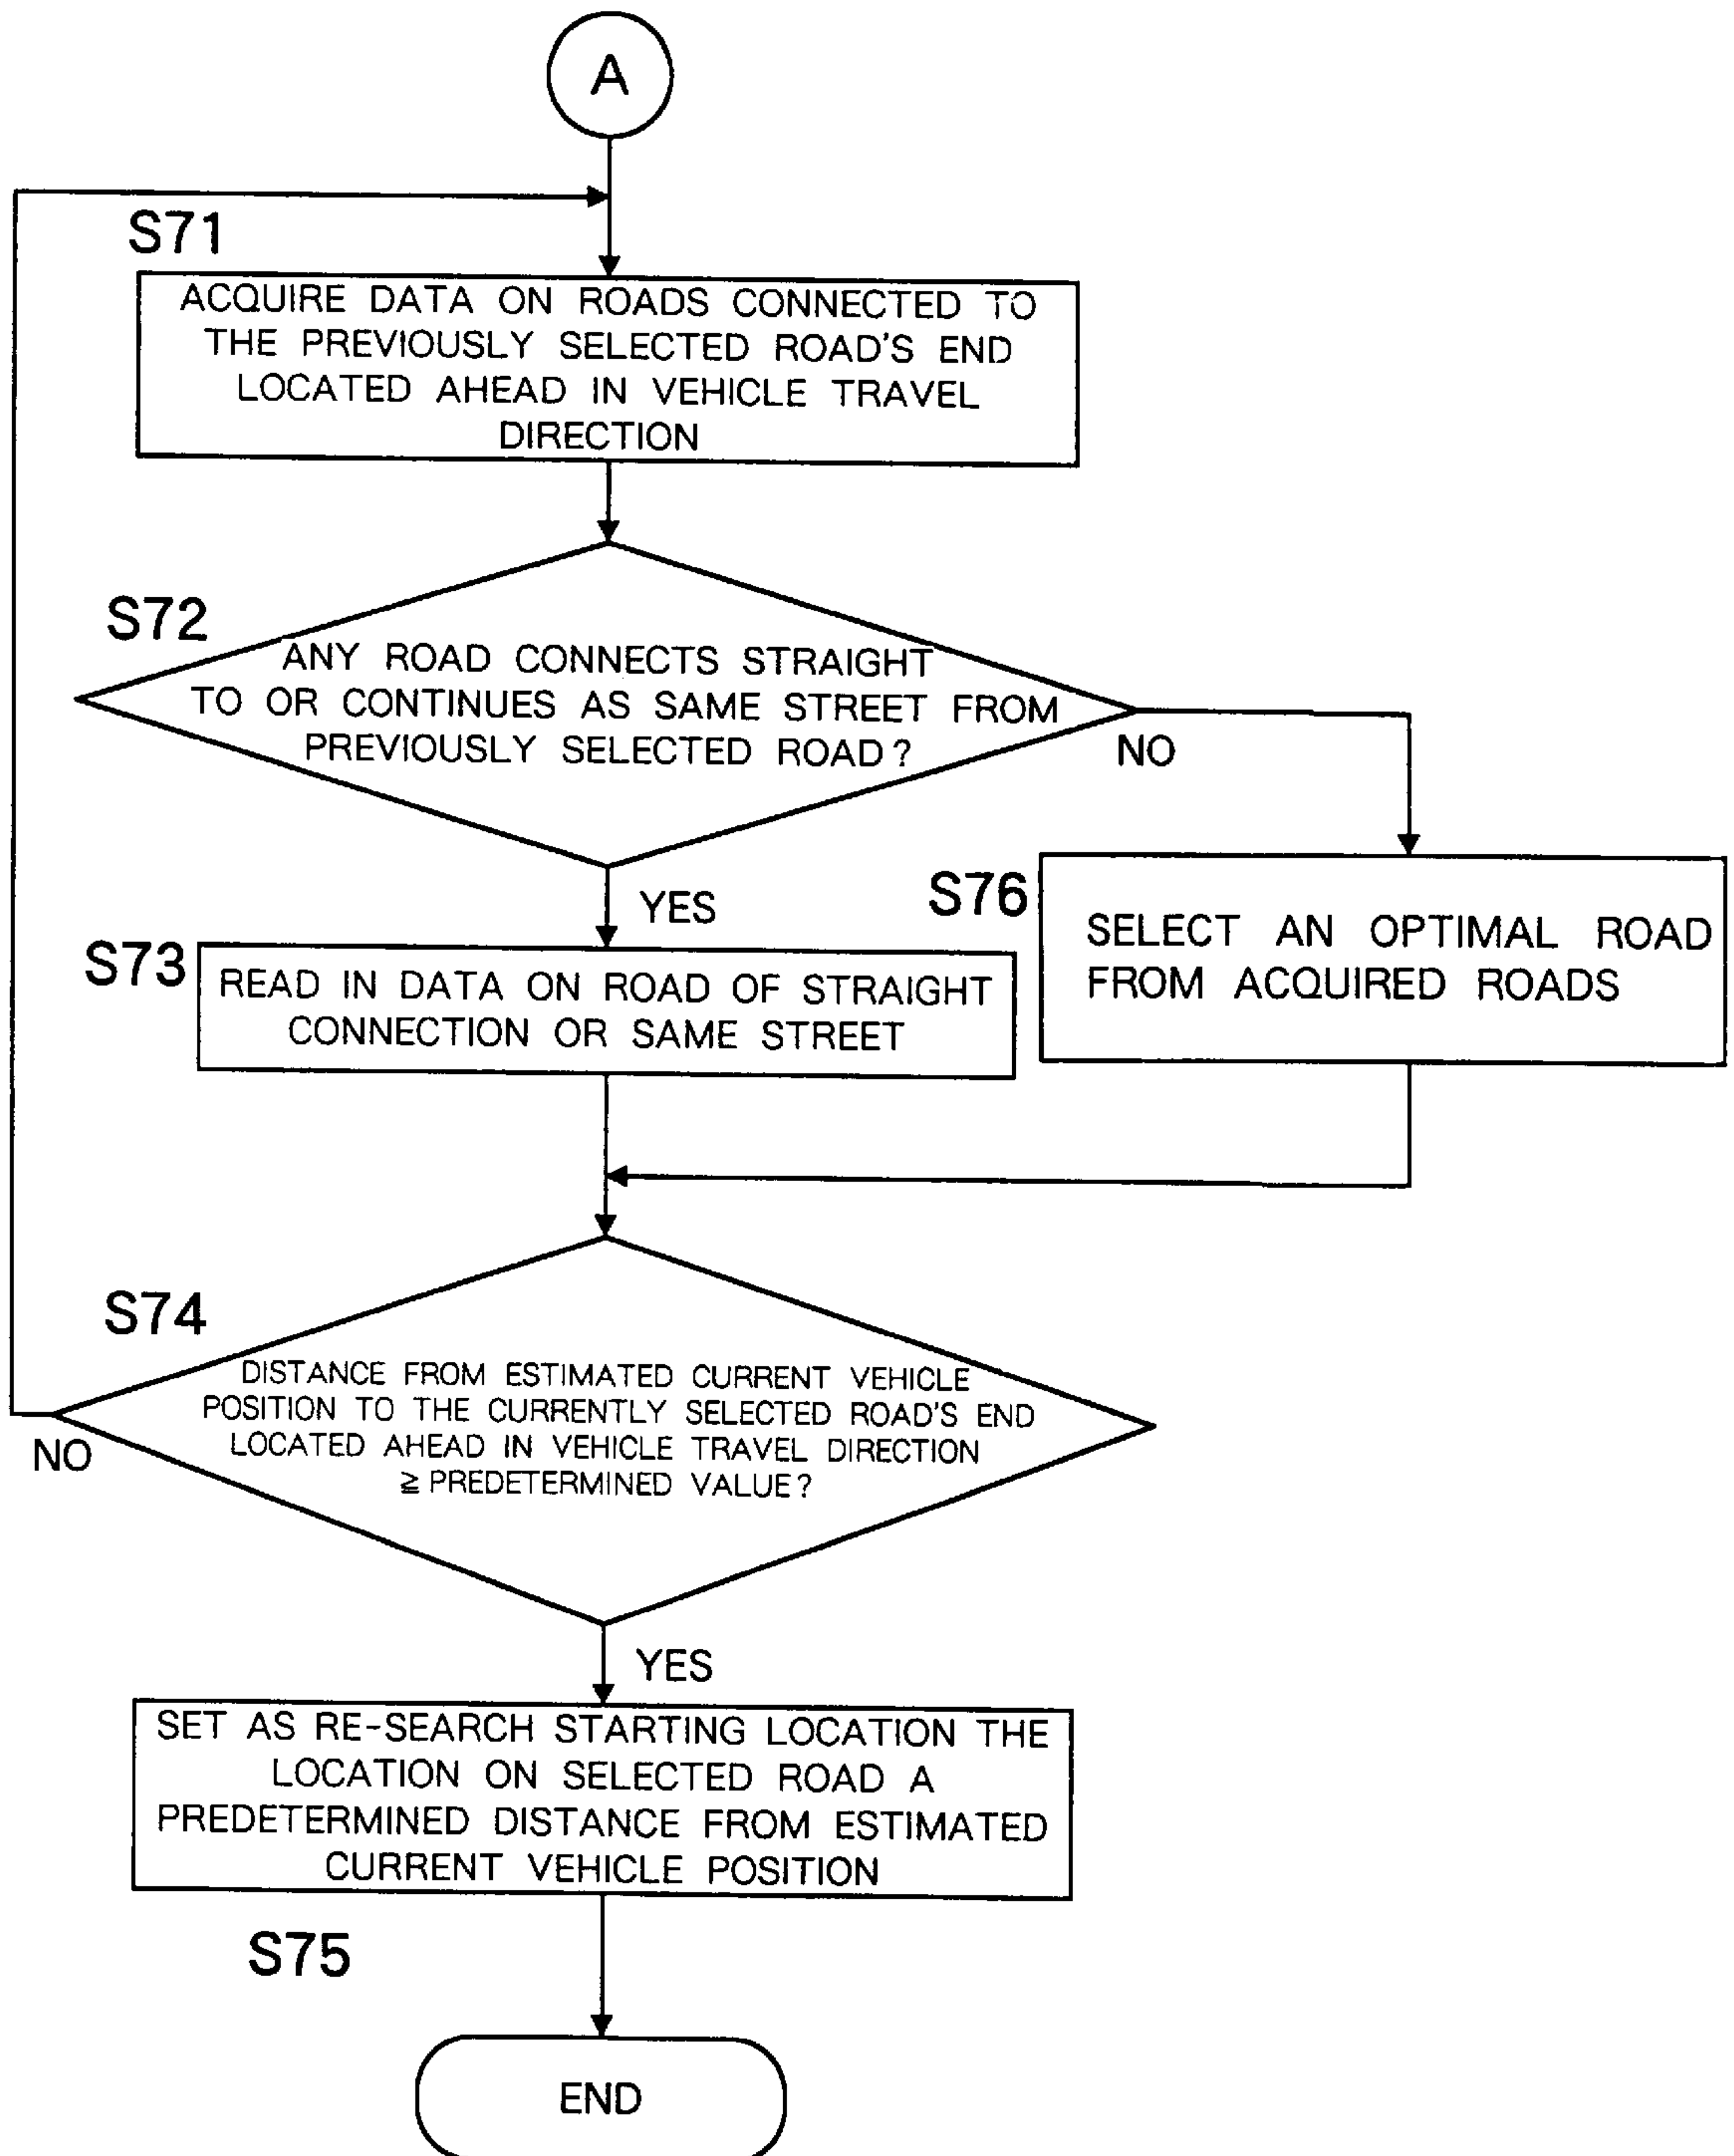 A
S71
ACQUIRE DATA ON ROADS CONNECTED TO
THE PREVIOUSLY SELECTED ROAD'S END
LOCATED AHEAD IN VEHICLE TRAVEL
DIRECTION
S72
ANY ROAD CONNECTS STRAIGHT
TO OR CONTINUES AS SAME STREET FROM
PREVIOUSLY SELECTED ROAD?
NO
YES
S76
SELECT AN OPTIMAL ROAD
FROM ACQUIRED ROADS
S73
READ IN DATA ON ROAD OF STRAIGHT
CONNECTION OR SAME STREET
S74
DISTANCE FROM ESTIMATED CURRENT VEHICLE
POSITION TO THE CURRENTLY SELECTED ROAD'S END
LOCATED AHEAD IN VEHICLE TRAVEL DIRECTION
≧ PREDETERMINED VALUE?
NO
YES
SET AS RE-SEARCH STARTING LOCATION THE
LOCATION ON SELECTED ROAD A
PREDETERMINED DISTANCE FROM ESTIMATED
CURRENT VEHICLE POSITION
S75
END